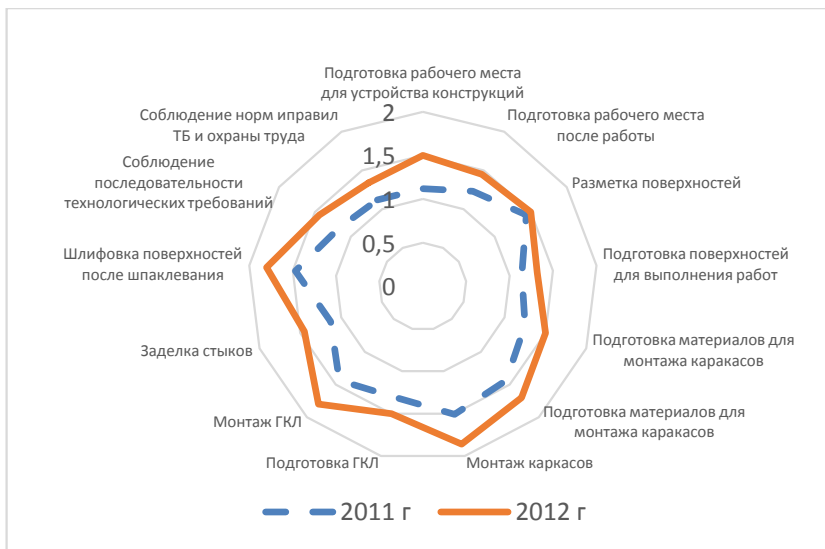 Подготовка рабочего места
для устройства конструкций
Соблюдение норм иправил
ТБ и охраны труда
Подготовка рабочего места
после работы
Соблюдение
последовательности
технологических требований
Разметка поверхностей
Шлифовка поверхностей
после шпаклевания
Подготовка поверхностей
для выполнения работ
Заделка стыков
Подготовка материалов для
монтажа каракасов
Монтаж ГКЛ
Подготовка материалов для
монтажа каракасов
Подготовка ГКЛ
Монтаж каркасов
2
1,5
1
0,5
0
2011 г
2012 г